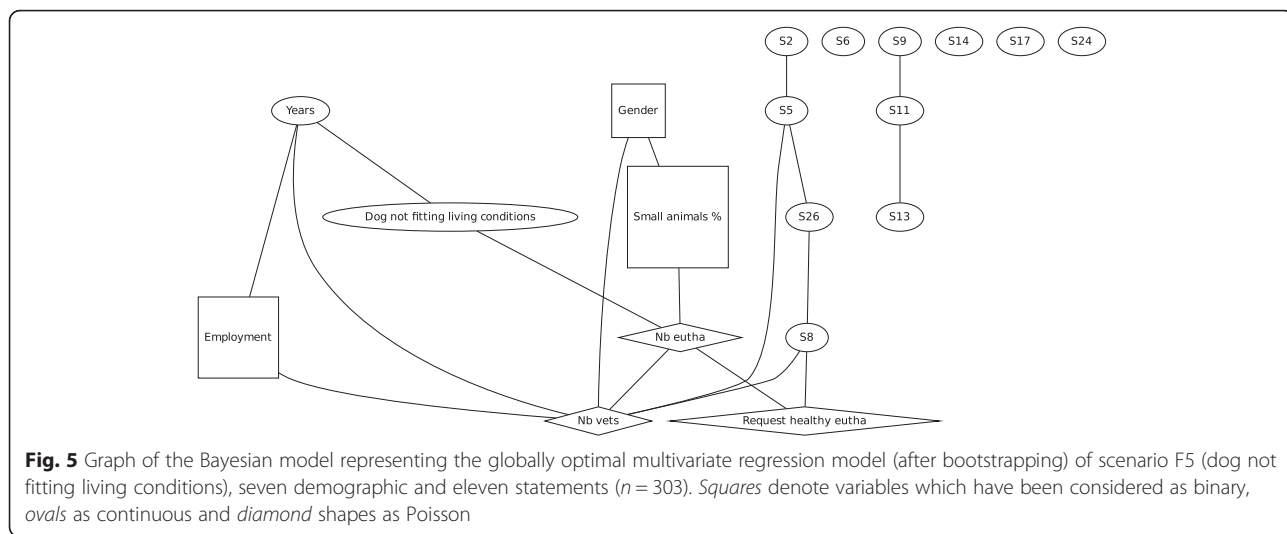 S2 S6 S9 S14 S17 S24
Years Gender S5 S11
Dog not fitting living conditions Small animals % S26 S13
Employment Nb eutha S8
Nb vets Request healthy eutha
Fig. 5 Graph of the Bayesian model representing the globally optimal multivariate regression model (after bootstrapping) of scenario F5 (dog not
fitting living conditions), seven demographic and eleven statements (n = 303). Squares denote variables which have been considered as binary,
ovals as continuous and diamond shapes as Poisson